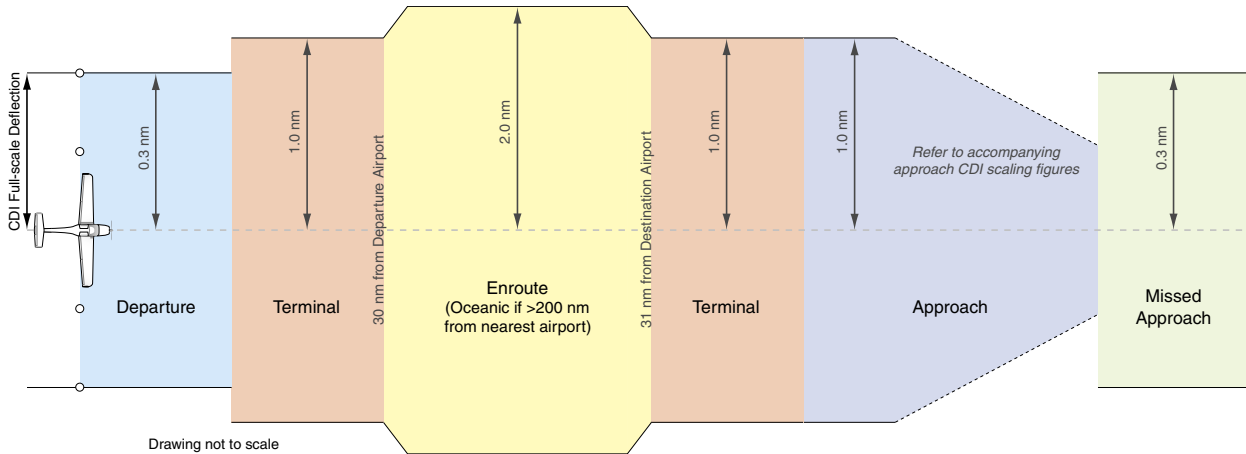 CDI Full-scale Deflection
0.3 nm
1.0 nm
30 nm from Departure Airport
2.0 nm
31 nm from Destination Airport
1.0 nm
1.0 nm
Refer to accompanying
approach CDI scaling figures
0.3 nm
Departure
Terminal
Enroute
(Oceanic if >200 nm
from nearest airport)
Terminal
Approach
Missed
Approach
Drawing not to scale